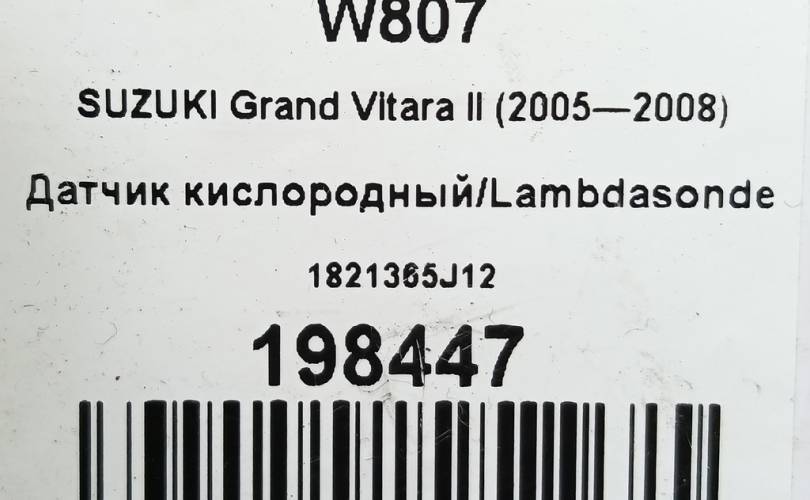 W807
SUZUKI Grand Vitara II (2005—2008)
Датчик кислородный/Lambdasonde
1821365J12
198447